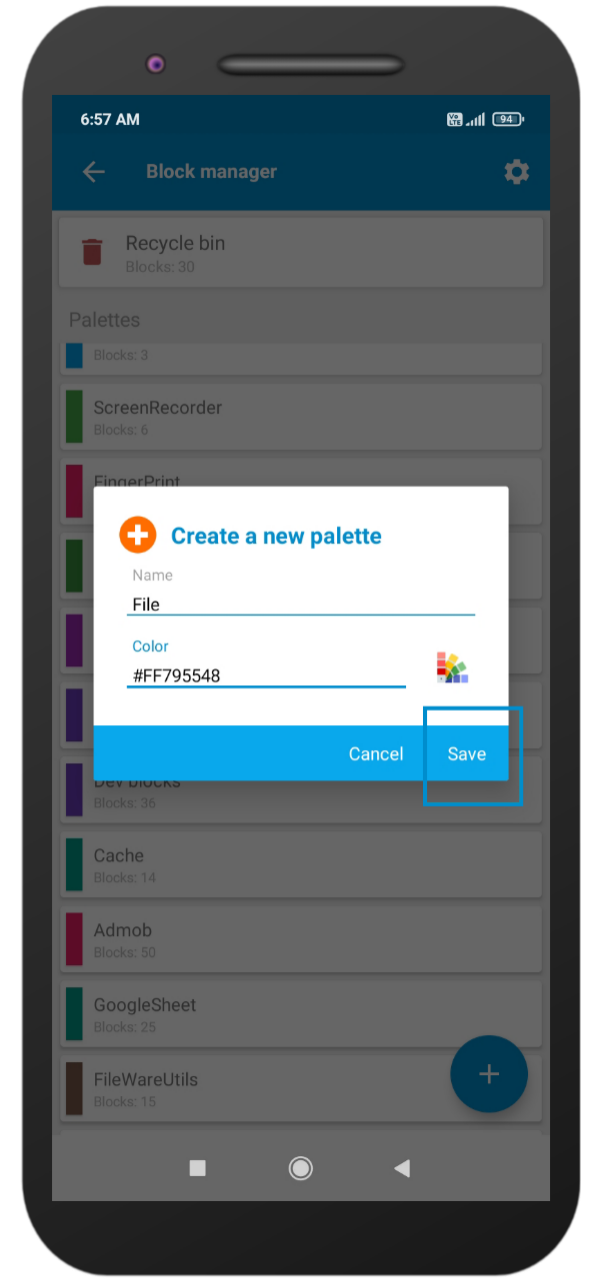 6:57 AM
Vo LTE
94
Block manager
Recycle bin
Blocks: 30
Palettes
Blocks: 3
ScreenRecorder
Blocks: 6
FingerPrint
Create a new palette
Name
File
Color
#FF795548
Cancel
Save
Dev blocks
Blocks: 36
Cache
Blocks: 14
Admob
Blocks: 50
GoogleSheet
Blocks: 25
FileWareUtils
Blocks: 15